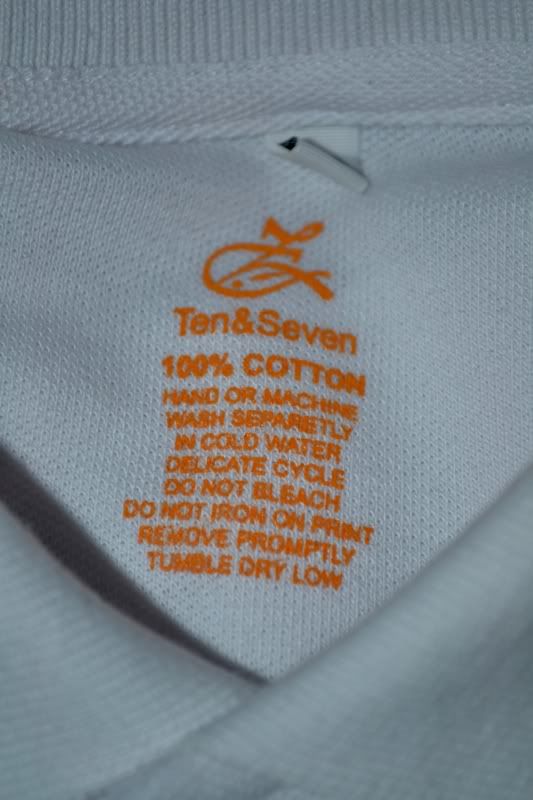 Ten&Seven
100% COTTON
HAND OR MACHINE
WASH SEPARETLY
IN COLD WATER
DELICATE CYCLE
DO NOT BLEACH
DO NOT IRON ON PRINT
REMOVE PROMPTLY
TUMBLE DRY LOW